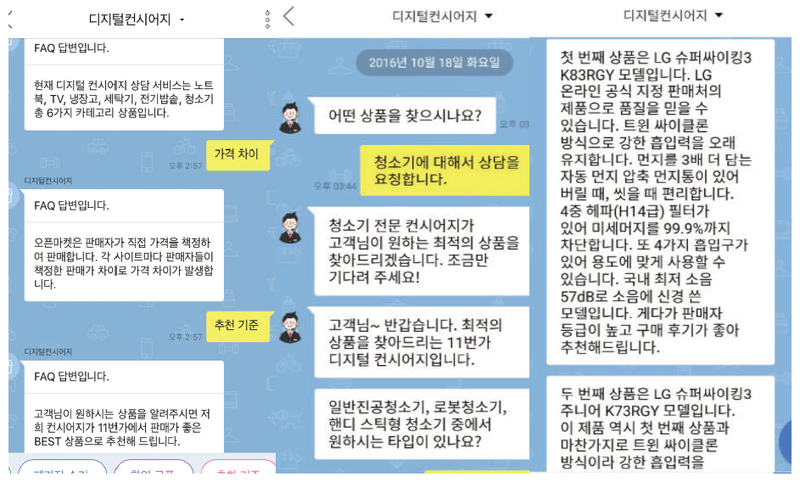 디지털컨시어지
FAQ 답변입니다.
현재 디지털 컨시어지 상담 서비스는 노트
북, TV, 냉장고, 세탁기, 전기밥솥, 청소기
총 6가지 카테고리 상품입니다.
가격 차이
오후 2:57
디지털컨시어지
FAQ 답변입니다.
오픈마켓은 판매자가 직접 가격을 책정하
여 판매합니다. 각 사이트마다 판매자들이
책정한 판매가 차이로 가격 차이가 발생합
니다.
추천 기준
오후 2:57
디지털컨시어지
FAQ 답변입니다.
고객님이 원하시는 상품을 알려주시면 저
희 컨시어지가 11번가에서 판매가 좋은
BEST 상품으로 추천해 드립니다.
디지털컨시어지
2016년 10월 18일 화요일
어떤 상품을 찾으시나요?
오후 03
청소기에 대해서 상담을
요청합니다.
오후 03:44
청소기 전문 컨시어지가
고객님이 원하는 최적의 상품을
찾아드리겠습니다. 조금만
기다려 주세요!
고객님~ 반갑습니다. 최적의
상품을 찾아드리는 11번가
디지털 컨시어지입니다.
일반진공청소기, 로봇청소기,
핸디 스틱형 청소기 중에서
원하시는 타입이 있나요?
디지털컨시어지
첫 번째 상품은 LG 슈퍼싸이킹3
K83RGY 모델입니다. LG
온라인 공식 지정 판매처의
제품으로 품질을 믿을 수
있습니다. 트윈 싸이클론
방식으로 강한 흡입력을 오래
유지합니다. 먼지를 3배 더 담는
자동 먼지 압축 먼지통이 있어
버릴 때, 씻을 때 편리합니다.
4중 헤파(H14급) 필터가
있어 미세머지를 99.9%까지
차단합니다. 또 4가지 흡입구가
있어 용도에 맞게 사용할 수
있습니다. 국내 최저 소음
57dB로 소음에 신경 쓴
모델입니다. 게다가 판매자
등급이 높고 구매 후기가 좋아
추천해드립니다.
두 번째 상품은 LG 슈퍼싸이킹3
주니어 K73RGY 모델입니다.
이 제품 역시 첫 번째 상품과
마찬가지로 트윈 싸이클론
방식이라 강한 흡입력을